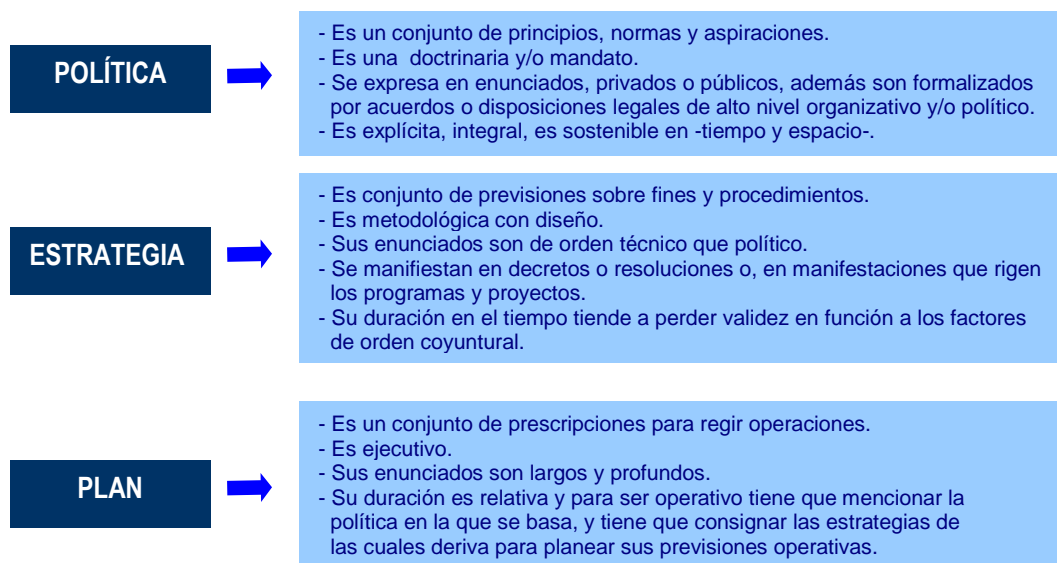 POLÍTICA
- Es un conjunto de principios, normas y aspiraciones.
- Es una  doctrinaria y/o mandato.
- Se expresa en enunciados, privados o públicos, además son formalizados
por acuerdos o disposiciones legales de alto nivel organizativo y/o político.
- Es explícita, integral, es sostenible en -tiempo y espacio-.
ESTRATEGIA
- Es conjunto de previsiones sobre fines y procedimientos.
- Es metodológica con diseño.
- Sus enunciados son de orden técnico que político.
- Se manifiestan en decretos o resoluciones o, en manifestaciones que rigen
los programas y proyectos.
- Su duración en el tiempo tiende a perder validez en función a los factores
de orden coyuntural.
PLAN
- Es un conjunto de prescripciones para regir operaciones.
- Es ejecutivo.
- Sus enunciados son largos y profundos.
- Su duración es relativa y para ser operativo tiene que mencionar la
política en la que se basa, y tiene que consignar las estrategias de
las cuales deriva para planear sus previsiones operativas.